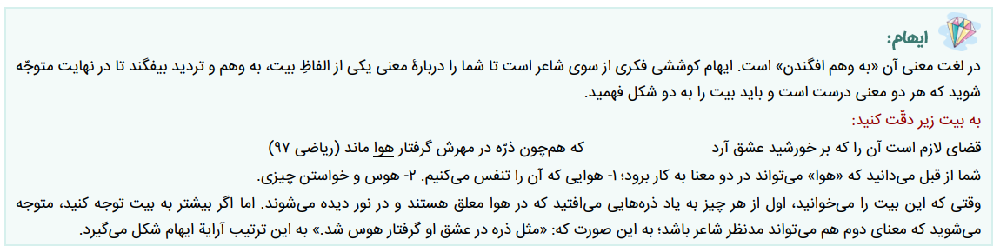 ایهام:
در لغت معنی آن «به وهم افگندن» است. ایهام کوششی فکری از سوی شاعر است تا شما را دربارهٔ معنی یکی از الفاظِ بیت، به وهم و تردید بیفگند تا در نهایت متوجّه
شوید که هر دو معنی درست است و باید بیت را به دو شکل فهمید.
به بیت زیر دقّت کنید:
قضای لازم است آن را که بر خورشید عشق آرد که هم‌چون ذرّه در مهرش گرفتار هوا ماند (ریاضی ۹۷)
شما از قبل می‌دانید که «هوا» می‌تواند در دو معنا به کار برود؛ ۱- هوایی که آن را تنفس می‌کنیم. ۲- هوس و خواستن چیزی.
وقتی که این بیت را می‌خوانید، اول از هر چیز به یاد ذره‌هایی می‌افتید که در هوا معلق هستند و در نور دیده می‌شوند. اما اگر بیشتر به بیت توجه کنید، متوجه
می‌شوید که معنای دوم هم می‌تواند مدنظر شاعر باشد؛ به این صورت که: «مثل ذره در عشق او گرفتار هوس شد.» به این ترتیب آرایهٔ ایهام شکل می‌گیرد.